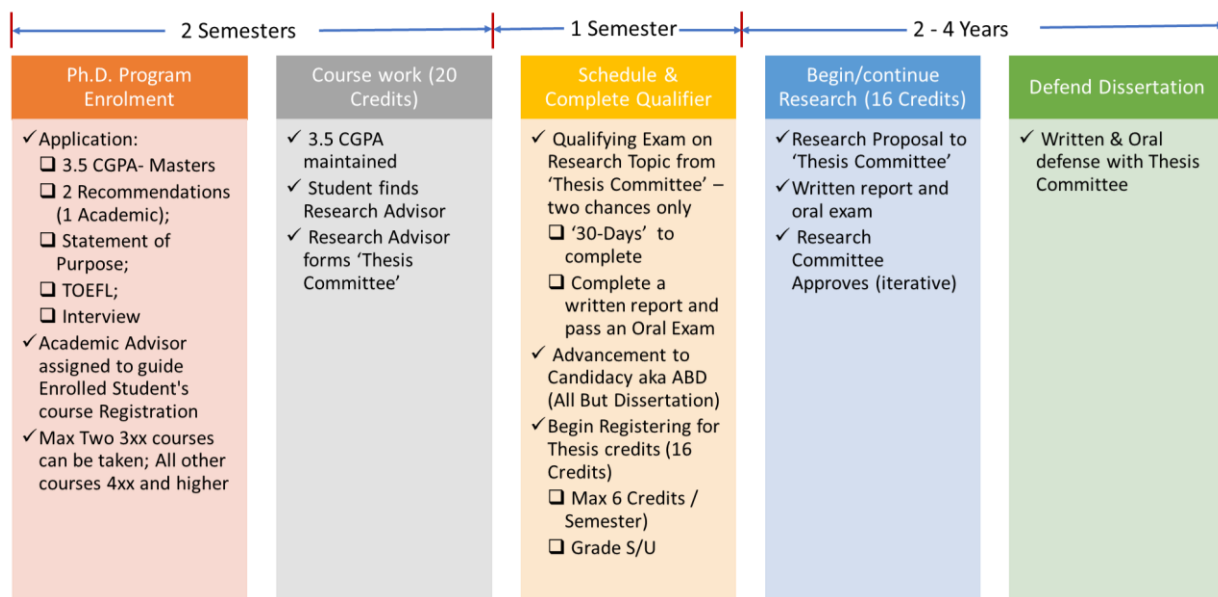 2 Semesters
1 Semester
2 - 4 Years
Ph.D. Program
Enrolment
✓Application:
❑ 3.5 CGPA- Masters
❑ 2 Recommendations
(1 Academic);
❑ Statement of
Purpose;
❑ TOEFL;
❑ Interview
✓Academic Advisor
assigned to guide
Enrolled Student's
course Registration
✓Max Two 3xx courses
can be taken; All other
courses 4xx and higher
Course work (20
Credits)
✓ 3.5 CGPA
maintained
✓ Student finds
Research Advisor
✓ Research Advisor
forms ‘Thesis
Committee’
Schedule &
Complete Qualifier
✓ Qualifying Exam on
Research Topic from
‘Thesis Committee’ –
two chances only
❑ ‘30-Days’ to
complete
❑ Complete a
written report and
pass an Oral Exam
✓ Advancement to
Candidacy aka ABD
(All But Dissertation)
✓Begin Registering for
Thesis credits (16
Credits)
❑ Max 6 Credits /
Semester)
❑ Grade S/U
Begin/continue
Research (16 Credits)
✓Research Proposal to
‘Thesis Committee’
✓Written report and
oral exam
✓ Research
Committee
Approves (iterative)
Defend Dissertation
✓ Written & Oral
defense with Thesis
Committee